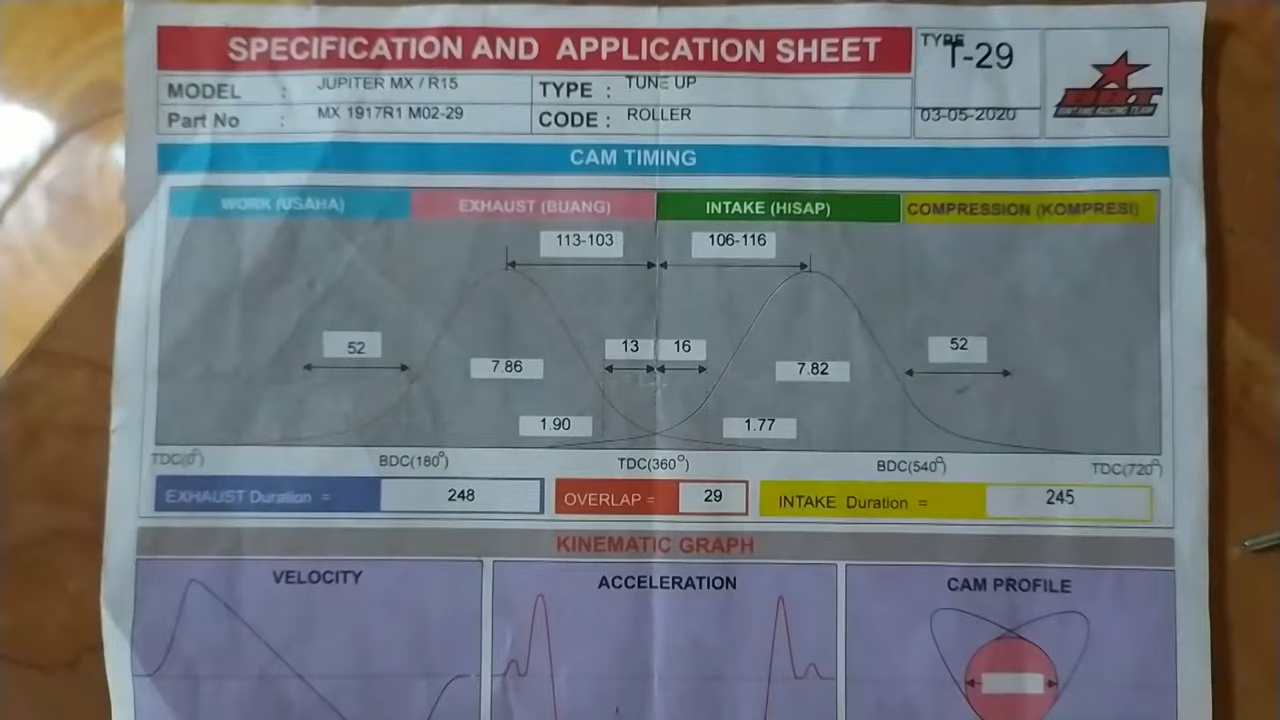 SPECIFICATION AND APPLICATION SHEET
TYPE
T-29
MODEL : JUPITER MX / R15
TYPE : TUNE UP
Part No : MX 1917R1 M02-29
CODE : ROLLER
03-05-2020
CAM TIMING
WORK (USAHA) EXHAUST (BUANG) INTAKE (HISAP) COMPRESSION (KOMPRESI)
113-103 106-116
52 13 16 52
7.86 7.82
1.90 1.77
TDC(0°) BDC(180°) TDC(360°) BDC(540°) TDC(720°)
EXHAUST Duration = 248 OVERLAP = 29 INTAKE Duration = 245
KINEMATIC GRAPH
VELOCITY ACCELERATION CAM PROFILE